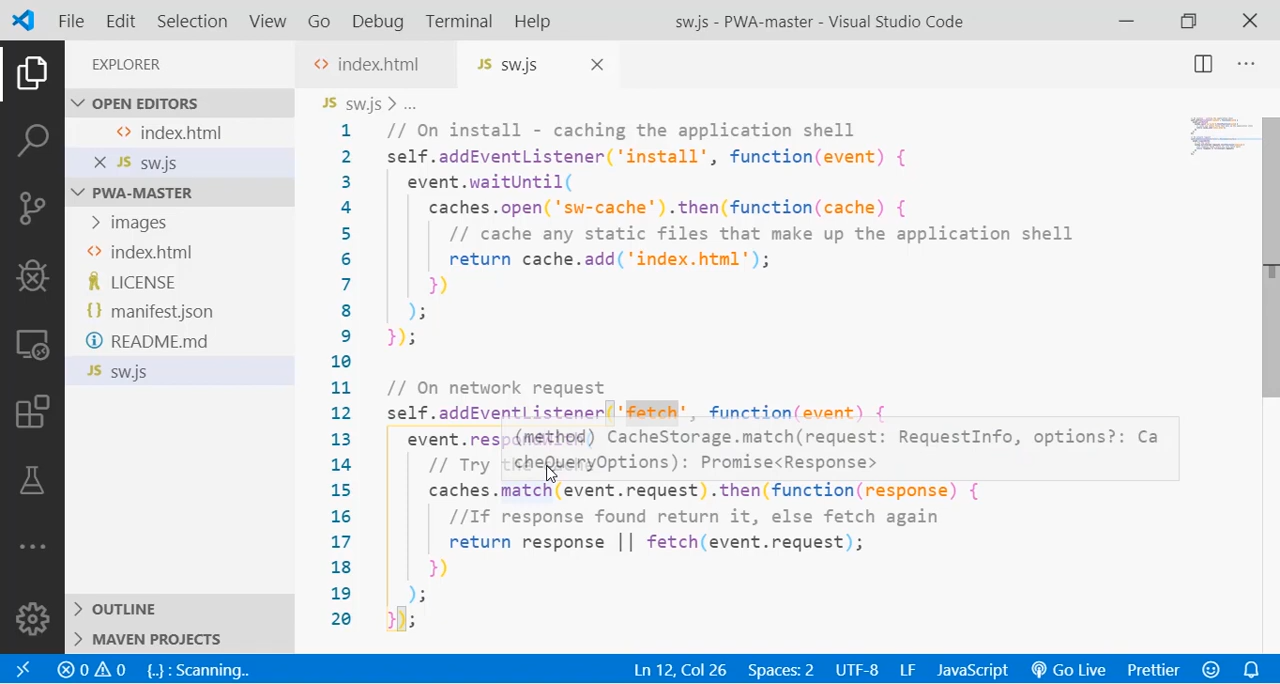 File Edit Selection View Go Debug Terminal Help sw.js - PWA-master - Visual Studio Code
EXPLORER
OPEN EDITORS
<> index.html
JS sw.js
PWA-MASTER
images
<> index.html
LICENSE
{} manifest.json
README.md
JS sw.js
OUTLINE
MAVEN PROJECTS
<> index.html JS sw.js
JS sw.js > ...
1 // On install - caching the application shell
2 self.addEventListener('install', function(event) {
3 event.waitUntil(
4 caches.open('sw-cache').then(function(cache) {
5 // cache any static files that make up the application shell
6 return cache.add('index.html');
7 })
8 );
9 });
10
11 // On network request
12 self.addEventListener('fetch', function(event) {
13 event.respondWith(
(method) CacheStorage.match(request: RequestInfo, options?: Ca
cheQueryOptions): Promise<Response>
14 // Try the cache
15 caches.match(event.request).then(function(response) {
16 //If response found return it, else fetch again
17 return response || fetch(event.request);
18 })
19 );
20 });
0 0 {..} : Scanning.. Ln 12, Col 26 Spaces: 2 UTF-8 LF JavaScript Go Live Prettier